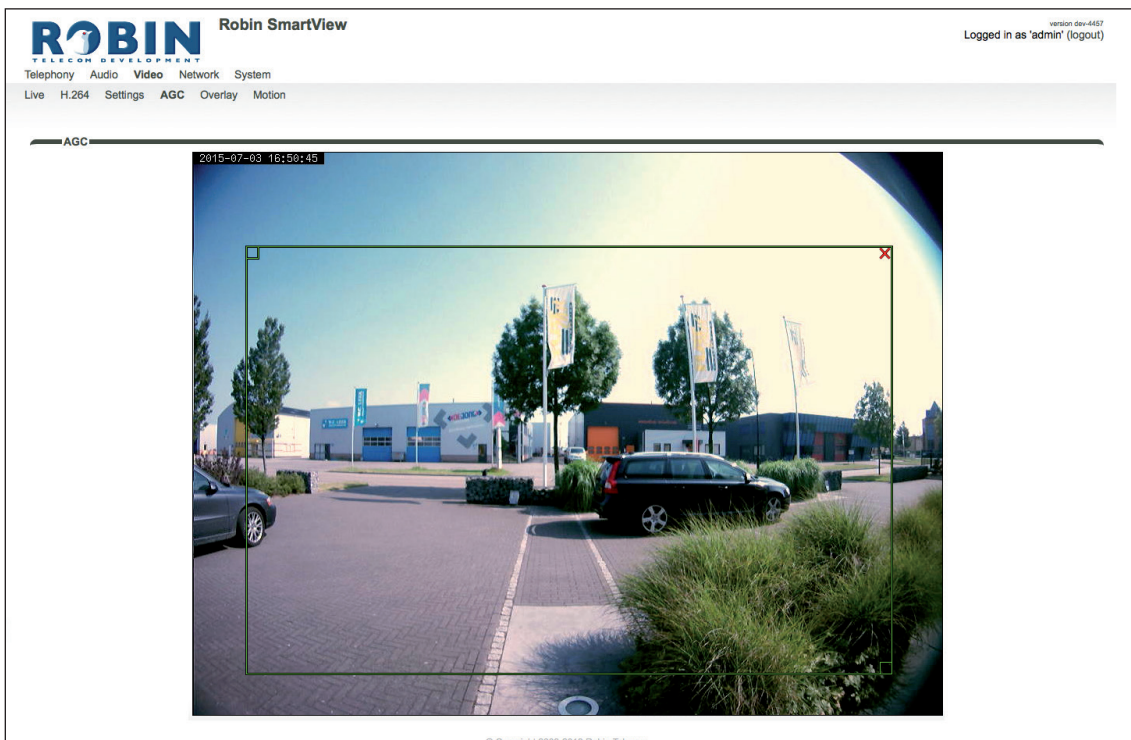 ROBIN
TELECOM DEVELOPMENT
Robin SmartView
version dev-4457
Logged in as 'admin' (logout)
Telephony Audio Video Network System
Live H.264 Settings AGC Overlay Motion
AGC
2015-07-03 16:50:45